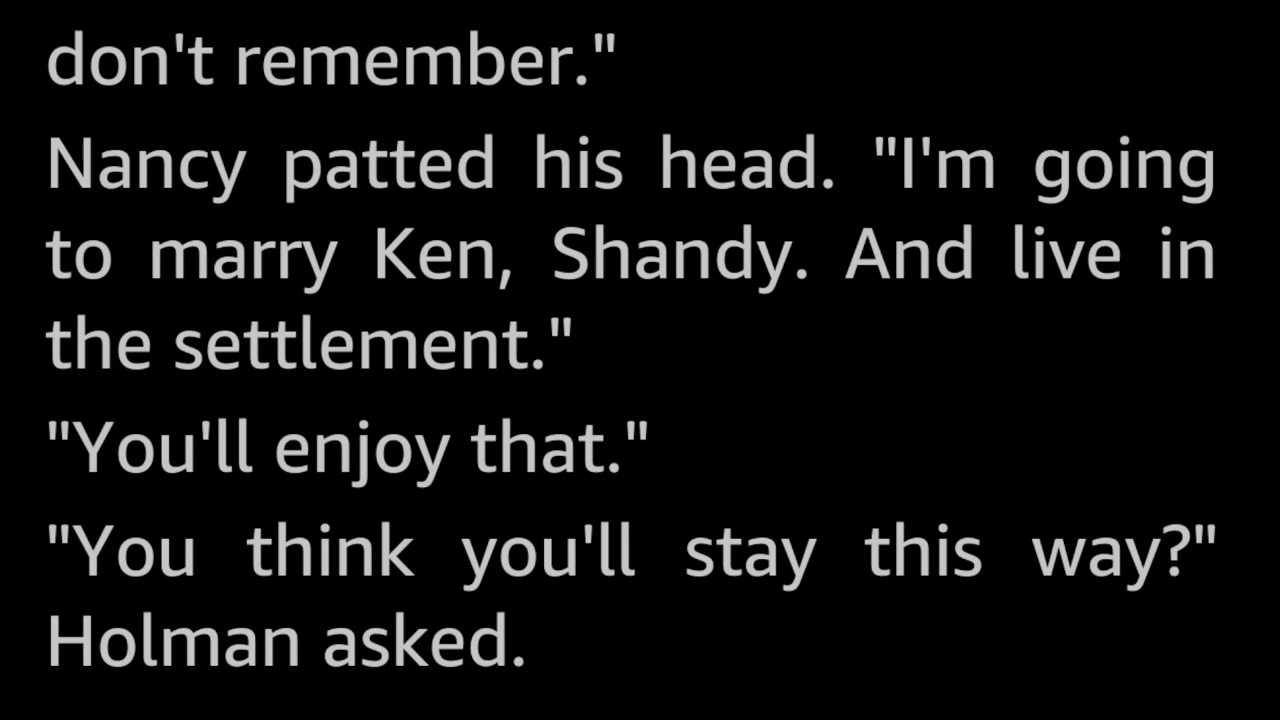 don't remember."
Nancy patted his head. "I'm going
to marry Ken, Shandy. And live in
the settlement."
"You'll enjoy that."
"You think you'll stay this way?"
Holman asked.